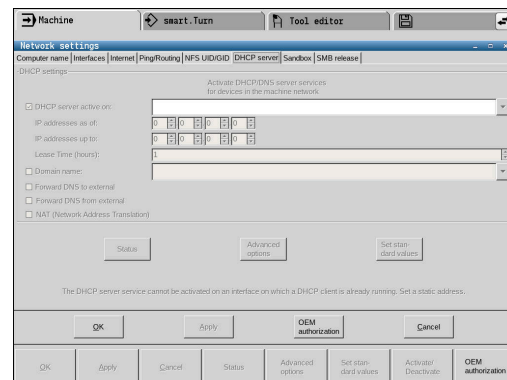 Machine
smart.Turn
Tool editor
Network settings
Computer name Interfaces Internet Ping/Routing NFS UID/GID DHCP server Sandbox SMB release
DHCP settings
Activate DHCP/DNS server services
for devices in the machine network
DHCP server active on:
IP addresses as of: 0 0 0 0
IP addresses up to: 0 0 0 0
Lease Time (hours): 1
Domain name:
Forward DNS to external
Forward DNS from external
NAT (Network Address Translation)
Status
Advanced options
Set stan-dard values
The DHCP server service cannot be activated on an interface on which a DHCP client is already running. Set a static address.
OK
Apply
OEM authorization
Cancel
OK
Apply
Cancel
Status
Advanced options
Set stan-dard values
Activate/Deactivate
OEM authorization